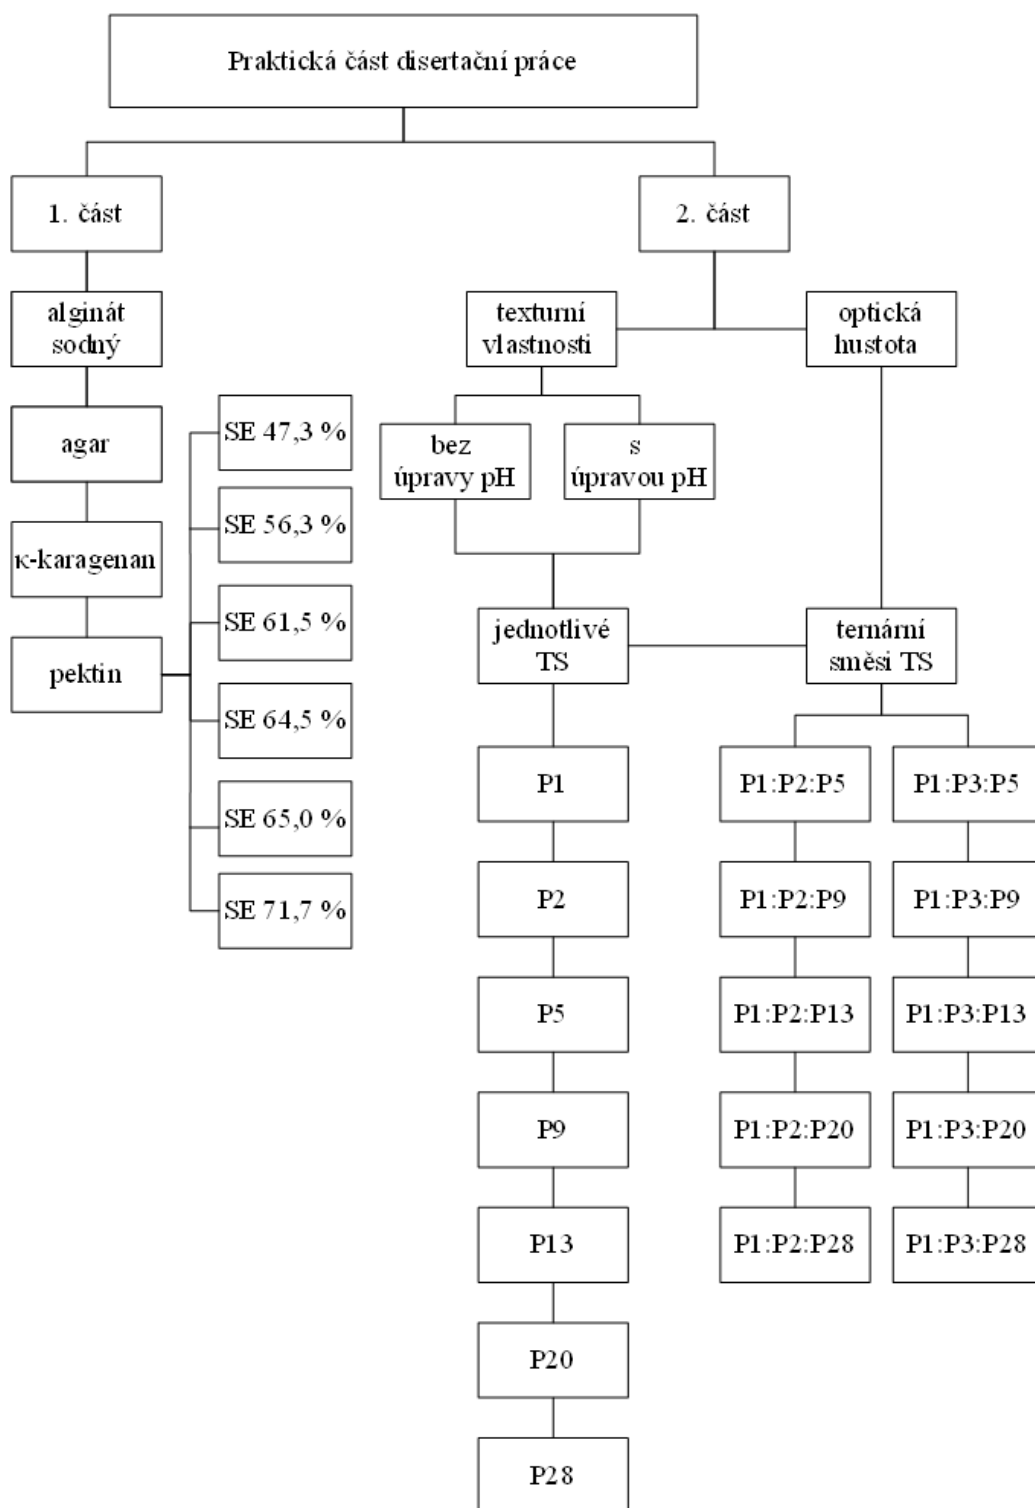 Praktická část disertační práce
1. část
2. část
alginát
sodný
texturní
vlastnosti
optická
hustota
agar
SE 47,3 %
bez
úpravy pH
s
úpravou pH
κ-karagenan
SE 56,3 %
pektin
SE 61,5 %
SE 64,5 %
SE 65,0 %
SE 71,7 %
jednotlivé
TS
ternární
směsi TS
P1
P1:P2:P5
P1:P3:P5
P2
P1:P2:P9
P1:P3:P9
P5
P1:P2:P13
P1:P3:P13
P9
P1:P2:P20
P1:P3:P20
P13
P1:P2:P28
P1:P3:P28
P20
P28